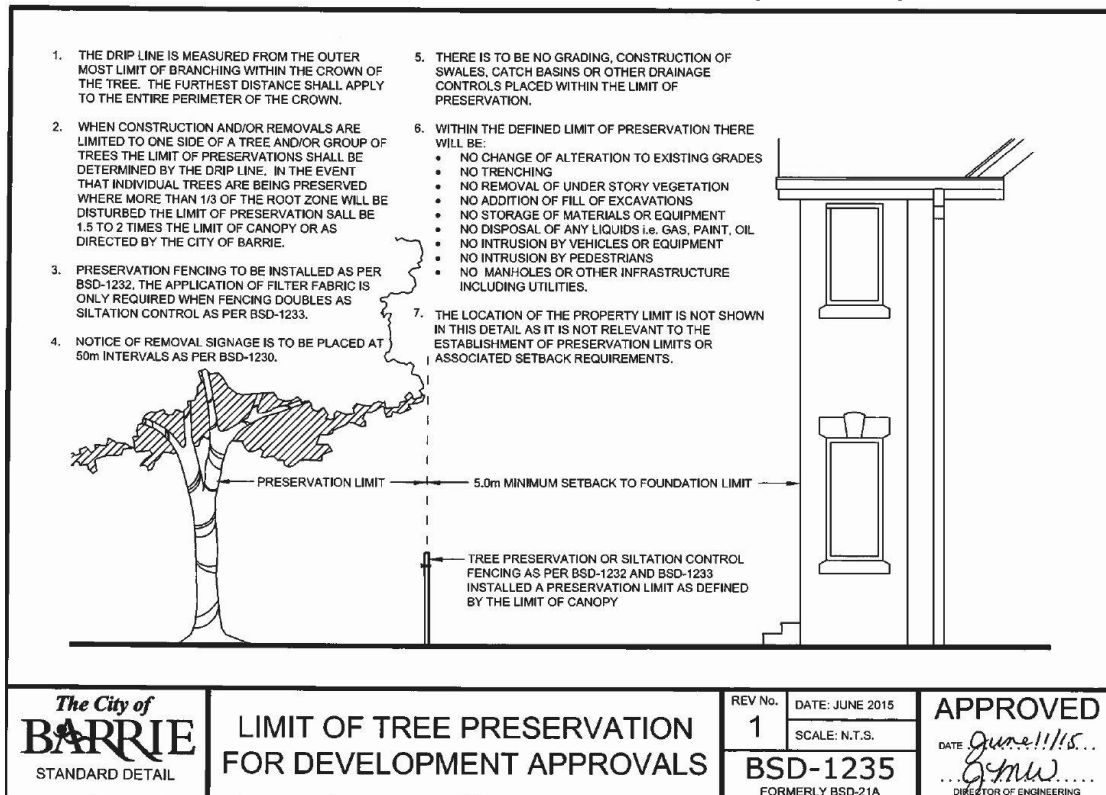 1. THE DRIP LINE IS MEASURED FROM THE OUTER
MOST LIMIT OF BRANCHING WITHIN THE CROWN OF
THE TREE. THE FURTHEST DISTANCE SHALL APPLY
TO THE ENTIRE PERIMETER OF THE CROWN.
2. WHEN CONSTRUCTION AND/OR REMOVALS ARE
LIMITED TO ONE SIDE OF A TREE AND/OR GROUP OF
TREES THE LIMIT OF PRESERVATIONS SHALL BE
DETERMINED BY THE DRIP LINE. IN THE EVENT
THAT INDIVIDUAL TREES ARE BEING PRESERVED
WHERE MORE THAN 1/3 OF THE ROOT ZONE WILL BE
DISTURBED THE LIMIT OF PRESERVATION SALL BE
1.5 TO 2 TIMES THE LIMIT OF CANOPY OR AS
DIRECTED BY THE CITY OF BARRIE.
3. PRESERVATION FENCING TO BE INSTALLED AS PER
BSD-1232. THE APPLICATION OF FILTER FABRIC IS
ONLY REQUIRED WHEN FENCING DOUBLES AS
SILTATION CONTROL AS PER BSD-1233.
4. NOTICE OF REMOVAL SIGNAGE IS TO BE PLACED AT
50m INTERVALS AS PER BSD-1230.
5. THERE IS TO BE NO GRADING, CONSTRUCTION OF
SWALES, CATCH BASINS OR OTHER DRAINAGE
CONTROLS PLACED WITHIN THE LIMIT OF
PRESERVATION.
6. WITHIN THE DEFINED LIMIT OF PRESERVATION THERE
WILL BE:
• NO CHANGE OF ALTERATION TO EXISTING GRADES
• NO TRENCHING
• NO REMOVAL OF UNDER STORY VEGETATION
• NO ADDITION OF FILL OF EXCAVATIONS
• NO STORAGE OF MATERIALS OR EQUIPMENT
• NO DISPOSAL OF ANY LIQUIDS i.e. GAS, PAINT, OIL
• NO INTRUSION BY VEHICLES OR EQUIPMENT
• NO INTRUSION BY PEDESTRIANS
• NO MANHOLES OR OTHER INFRASTRUCTURE
INCLUDING UTILITIES.
7. THE LOCATION OF THE PROPERTY LIMIT IS NOT SHOWN
IN THIS DETAIL AS IT IS NOT RELEVANT TO THE
ESTABLISHMENT OF PRESERVATION LIMITS OR
ASSOCIATED SETBACK REQUIREMENTS.
PRESERVATION LIMIT
5.0m MINIMUM SETBACK TO FOUNDATION LIMIT
TREE PRESERVATION OR SILTATION CONTROL
FENCING AS PER BSD-1232 AND BSD-1233
INSTALLED A PRESERVATION LIMIT AS DEFINED
BY THE LIMIT OF CANOPY
The City of
BARRIE
STANDARD DETAIL
LIMIT OF TREE PRESERVATION
FOR DEVELOPMENT APPROVALS
REV No.
1
DATE: JUNE 2015
SCALE: N.T.S.
BSD-1235
FORMERLY BSD-21A
APPROVED
DATE June 11/15
DIRECTOR OF ENGINEERING